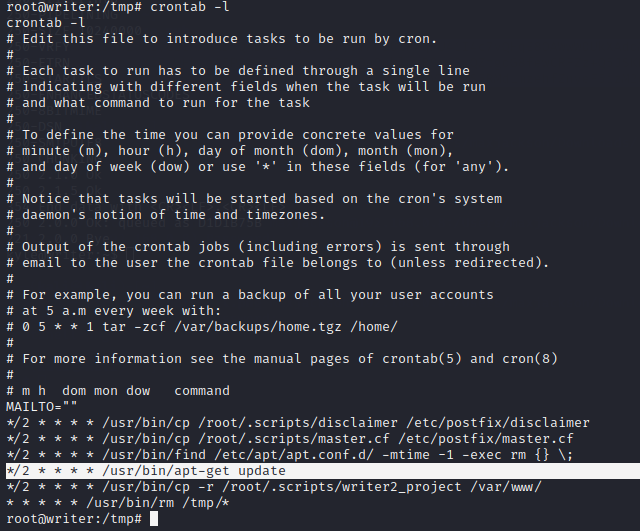 root@writer:/tmp# crontab -l
crontab -l
# Edit this file to introduce tasks to be run by cron.
#
# Each task to run has to be defined through a single line
# indicating with different fields when the task will be run
# and what command to run for the task
#
# To define the time you can provide concrete values for
# minute (m), hour (h), day of month (dom), month (mon),
# and day of week (dow) or use '*' in these fields (for 'any').
#
# Notice that tasks will be started based on the cron's system
# daemon's notion of time and timezones.
#
# Output of the crontab jobs (including errors) is sent through
# email to the user the crontab file belongs to (unless redirected).
#
# For example, you can run a backup of all your user accounts
# at 5 a.m every week with:
# 0 5 * * 1 tar -zcf /var/backups/home.tgz /home/
#
# For more information see the manual pages of crontab(5) and cron(8)
#
# m h  dom mon dow   command
MAILTO=""
*/2 * * * * /usr/bin/cp /root/.scripts/disclaimer /etc/postfix/disclaimer
*/2 * * * * /usr/bin/cp /root/.scripts/master.cf /etc/postfix/master.cf
*/2 * * * * /usr/bin/find /etc/apt/apt.conf.d/ -mtime -1 -exec rm {} \;
*/2 * * * * /usr/bin/apt-get update
*/2 * * * * /usr/bin/cp -r /root/.scripts/writer2_project /var/www/
* * * * * /usr/bin/rm /tmp/*
root@writer:/tmp#